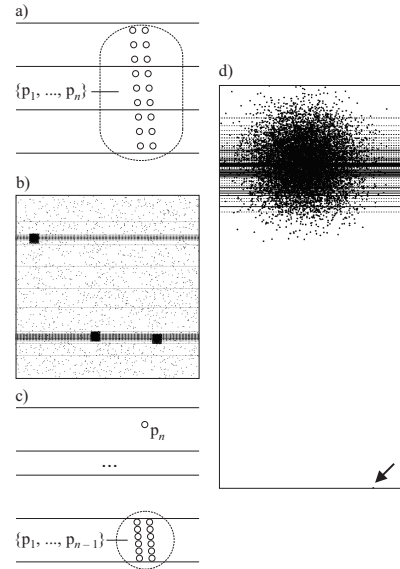 a)
{p₁, ..., pₙ}
b)
c)
pₙ
...
{p₁, ..., pₙ₋₁}
d)